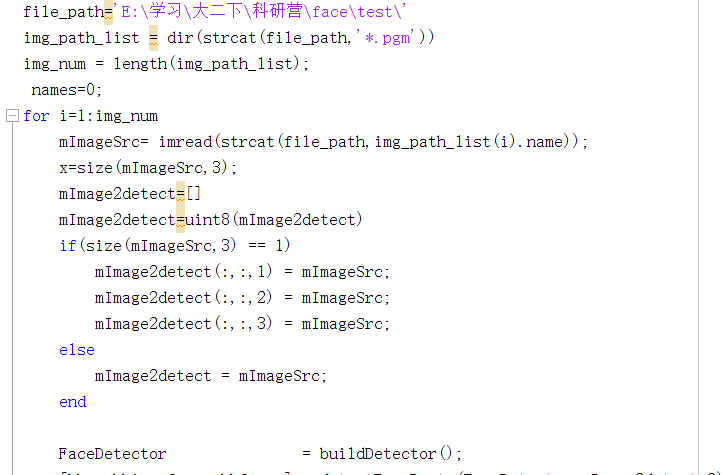 file_path='E:\学习\大二下\科研营\face\test\'
img_path_list = dir(strcat(file_path,'*.pgm'))
img_num = length(img_path_list);
names=0;
for i=1:img_num
mImageSrc= imread(strcat(file_path,img_path_list(i).name));
x=size(mImageSrc,3);
mImage2detect=[]
mImage2detect=uint8(mImage2detect)
if(size(mImageSrc,3) == 1)
mImage2detect(:,:,1) = mImageSrc;
mImage2detect(:,:,2) = mImageSrc;
mImage2detect(:,:,3) = mImageSrc;
else
mImage2detect = mImageSrc;
end
FaceDetector = buildDetector();